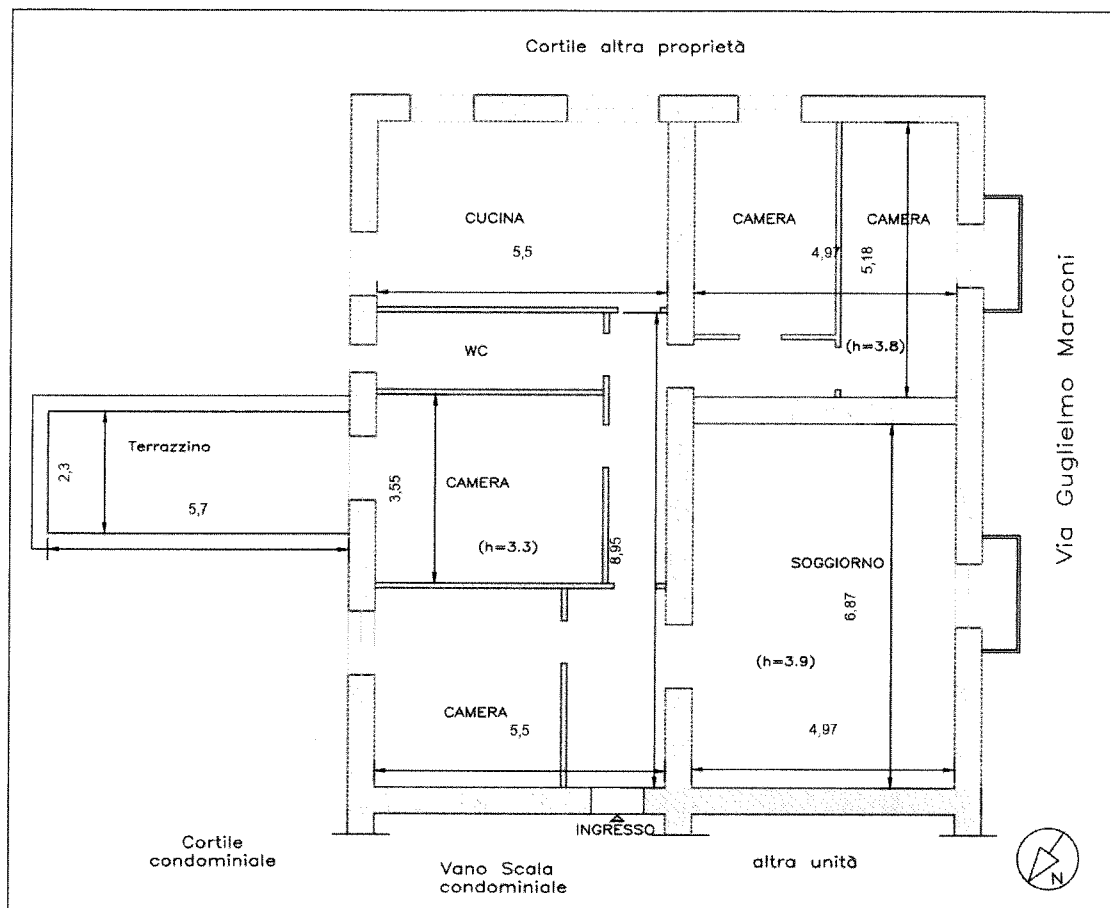 Cortile altra proprietà
CUCINA
5,5
CAMERA
4,97
CAMERA
5,18
(h=3.8)
WC
Terrazzino
2,3
5,7
CAMERA
3,55
(h=3.3)
8,95
SOGGIORNO
6,87
(h=3.9)
4,97
CAMERA
5,5
INGRESSO
Via Guglielmo Marconi
Cortile
condominiale
Vano Scala
condominiale
altra unità
N